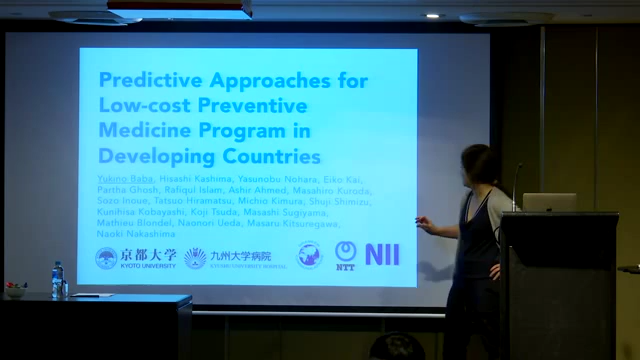 Predictive Approaches for
Low-cost Preventive
Medicine Program in
Developing Countries
Yukino Baba, Hisashi Kashima, Yasunobu Nohara, Eiko Kai,
Partha Ghosh, Rafiqul Islam, Ashir Ahmed, Masahiro Kuroda,
Sozo Inoue, Tatsuo Hiramatsu, Michio Kimura, Shuji Shimizu,
Kunihisa Kobayashi, Koji Tsuda, Masashi Sugiyama,
Mathieu Blondel, Naonori Ueda, Masaru Kitsuregawa,
Naoki Nakashima
京都大学 九州大学病院 NTT NII
KYOTO UNIVERSITY KYUSHU UNIVERSITY HOSPITAL